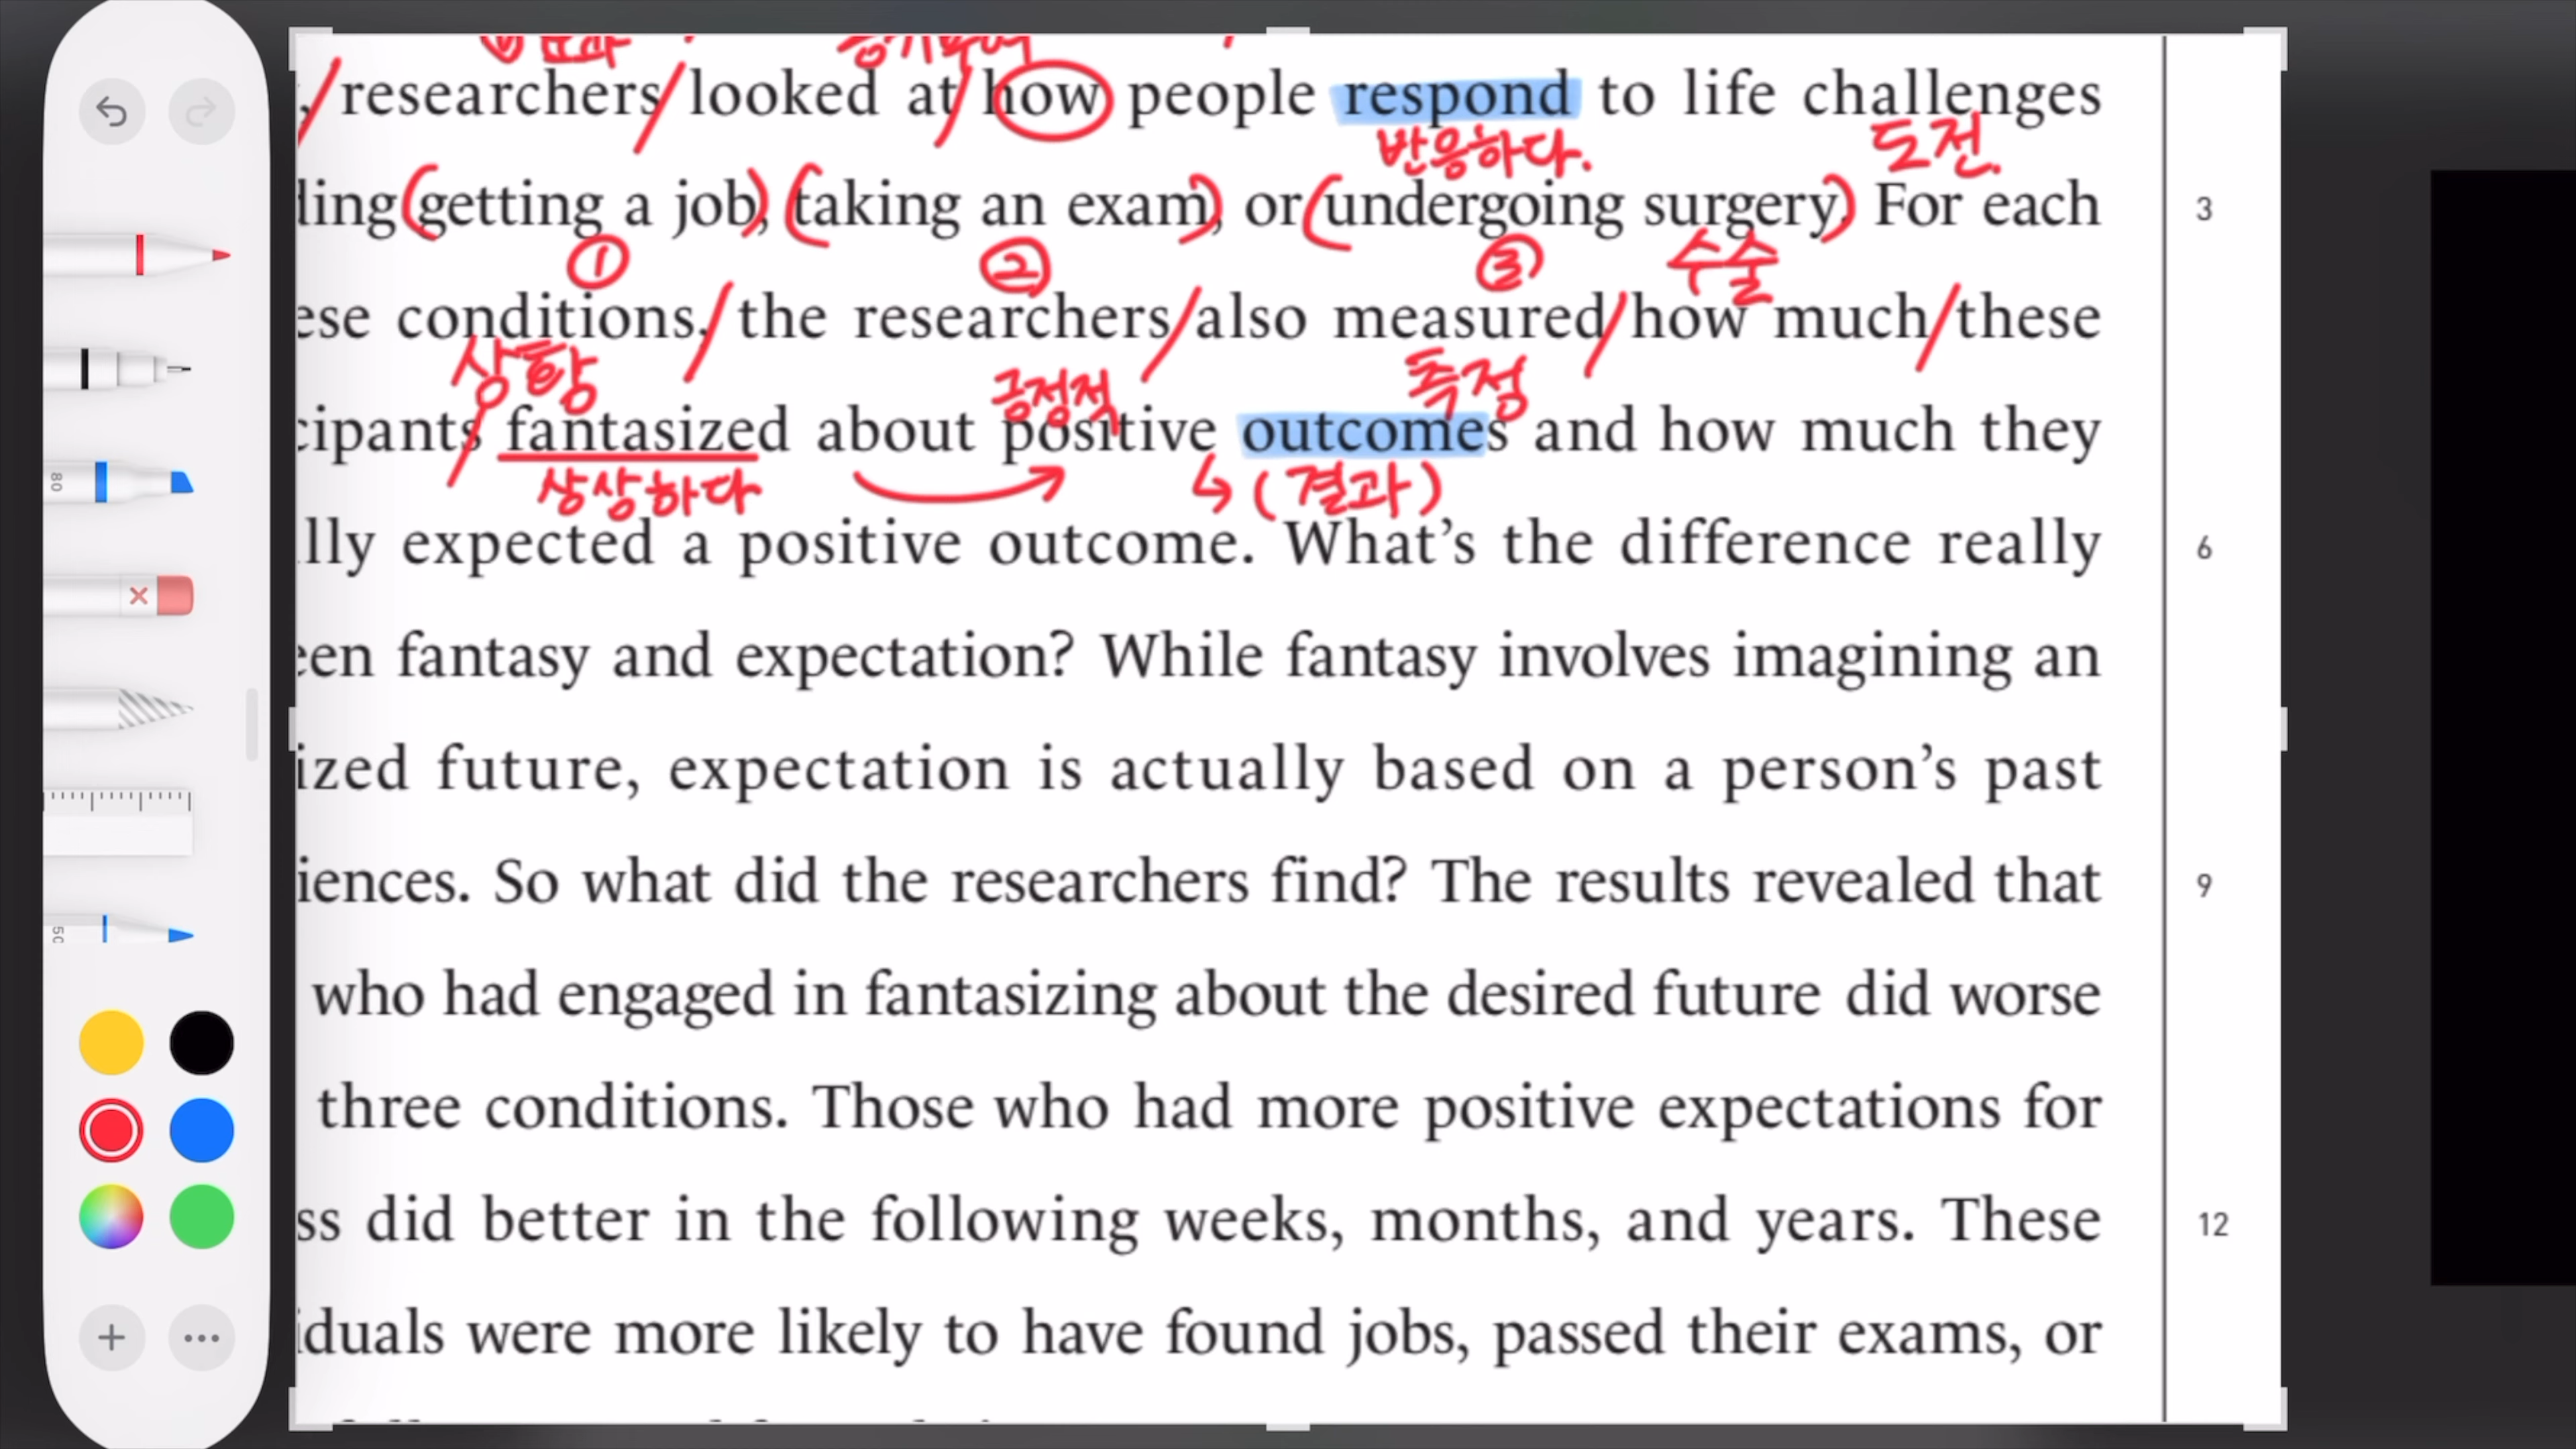 researchers looked at how people respond to life challenges
반응하다.
도전.
ding (getting a job), (taking an exam), or (undergoing surgery.) For each
3
① ② ③ 수술
ese conditions, the researchers also measured how much these
상황 긍정적 측정
cipants fantasized about positive outcomes and how much they
상상하다 (결과)
lly expected a positive outcome. What's the difference really
6
een fantasy and expectation? While fantasy involves imagining an
ized future, expectation is actually based on a person's past
iences. So what did the researchers find? The results revealed that
9
who had engaged in fantasizing about the desired future did worse
three conditions. Those who had more positive expectations for
ss did better in the following weeks, months, and years. These
12
iduals were more likely to have found jobs, passed their exams, or
80
50